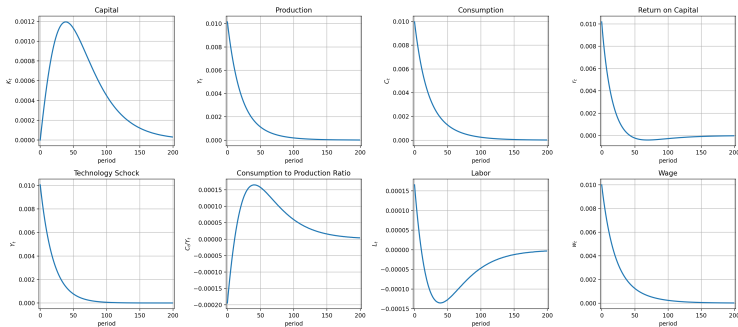 Capital Production Consumption Return on Capital
0.0012 0.010 0.010 0.010
0.0010 0.008 0.008 0.008
0.0008 0.006 0.006 0.006
0.0006 0.004 0.004 0.004
0.0004 0.002 0.002 0.002
0.0002 0.000 0.000 0.000
0.0000
K_t Y_t C_t r_t
0 50 100 150 200 0 50 100 150 200 0 50 100 150 200 0 50 100 150 200
period period period period
Technology Schock Consumption to Production Ratio Labor Wage
0.010 0.00015 0.00015 0.010
0.008 0.00010 0.00010 0.008
0.006 0.00005 0.00005 0.006
0.004 0.00000 0.00000 0.004
0.002 −0.00005 −0.00005 0.002
0.000 −0.00010 −0.00010 0.000
−0.00015 −0.00015
−0.00020
Y_t C_t/Y_t L_t w_t
0 50 100 150 200 0 50 100 150 200 0 50 100 150 200 0 50 100 150 200
period period period period